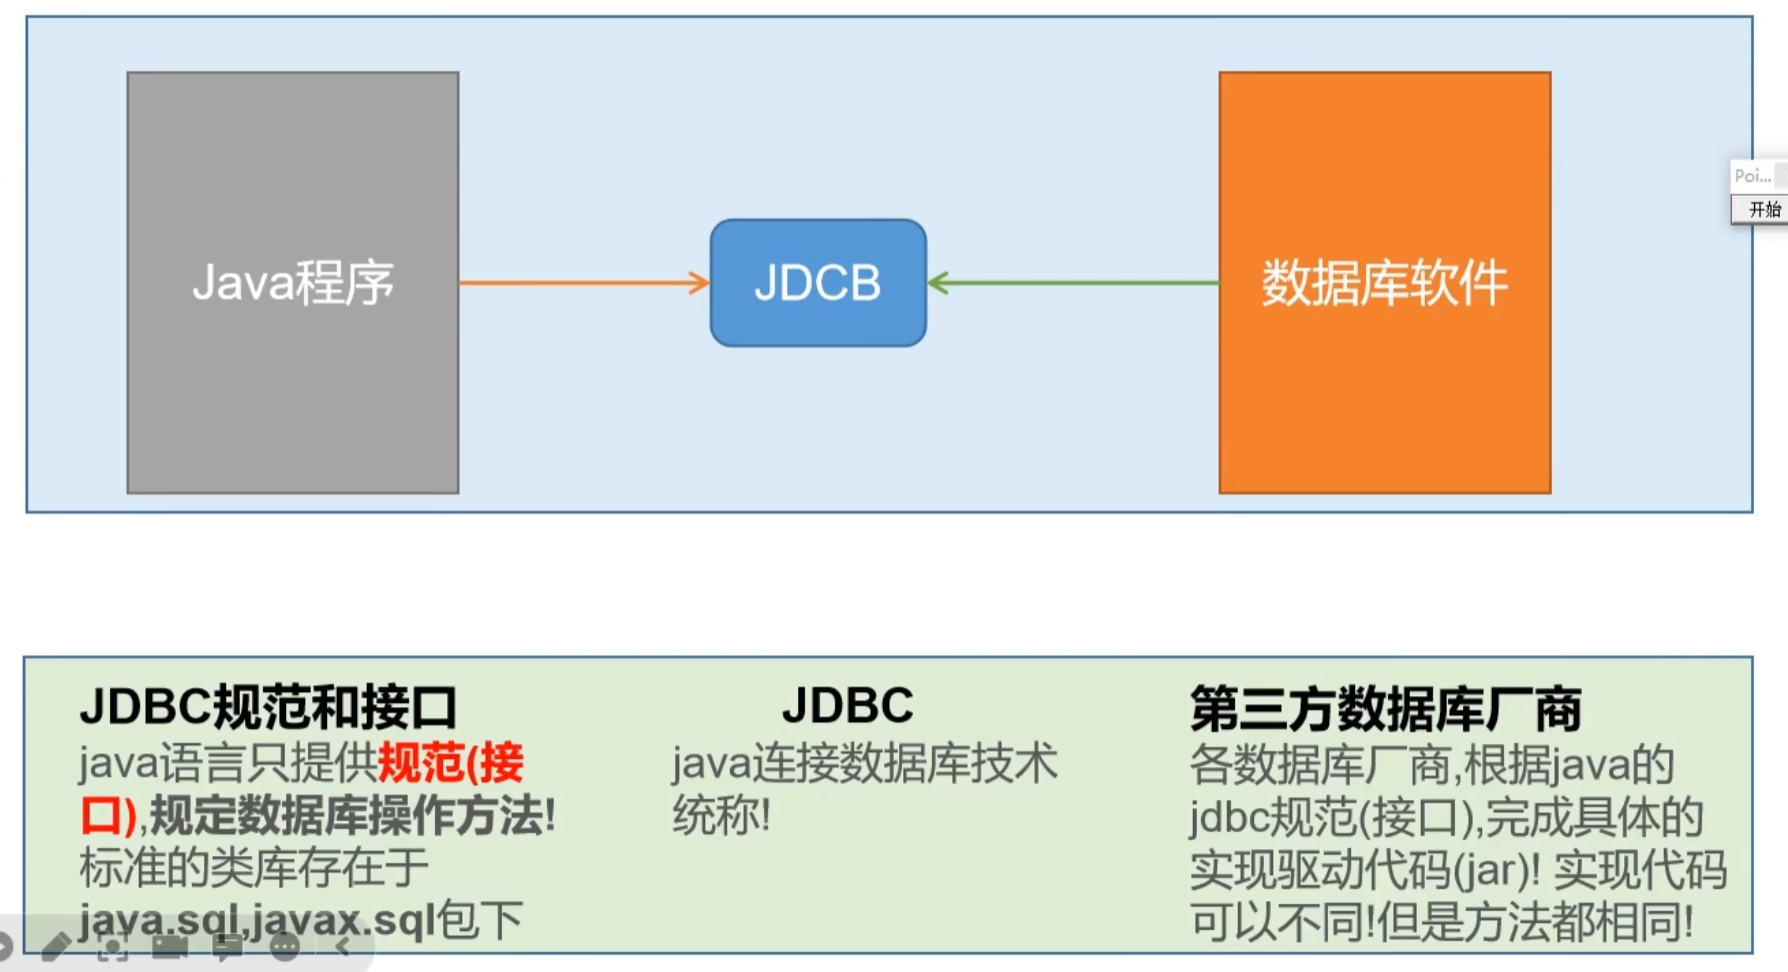 Java程序
JDCB
数据库软件
Poi...
开始
JDBC规范和接口
java语言只提供规范(接
口),规定数据库操作方法!
标准的类库存在于
java.sql,javax.sql包下
JDBC
java连接数据库技术
统称!
第三方数据库厂商
各数据库厂商,根据java的
jdbc规范(接口),完成具体的
实现驱动代码(jar)! 实现代码
可以不同!但是方法都相同!